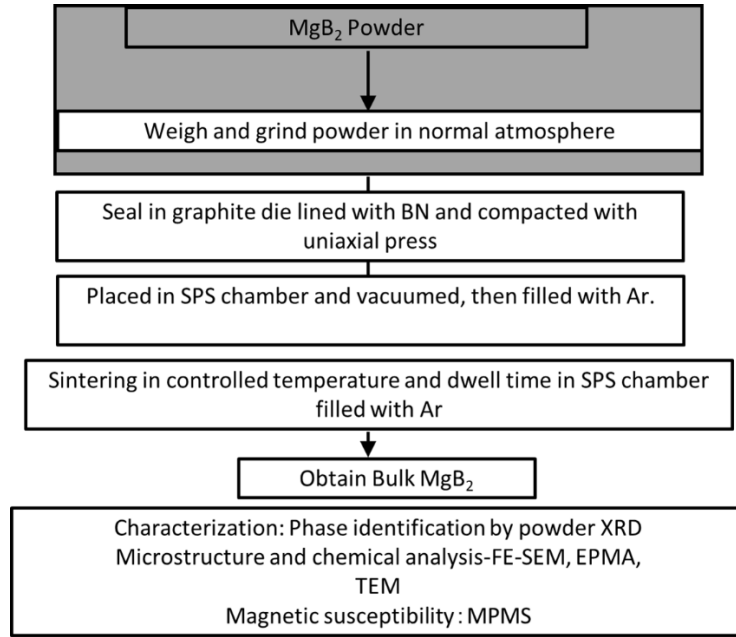 MgB₂ Powder
Weigh and grind powder in normal atmosphere
Seal in graphite die lined with BN and compacted with
uniaxial press
Placed in SPS chamber and vacuumed, then filled with Ar.
Sintering in controlled temperature and dwell time in SPS chamber
filled with Ar
Obtain Bulk MgB₂
Characterization: Phase identification by powder XRD
Microstructure and chemical analysis-FE-SEM, EPMA,
TEM
Magnetic susceptibility : MPMS